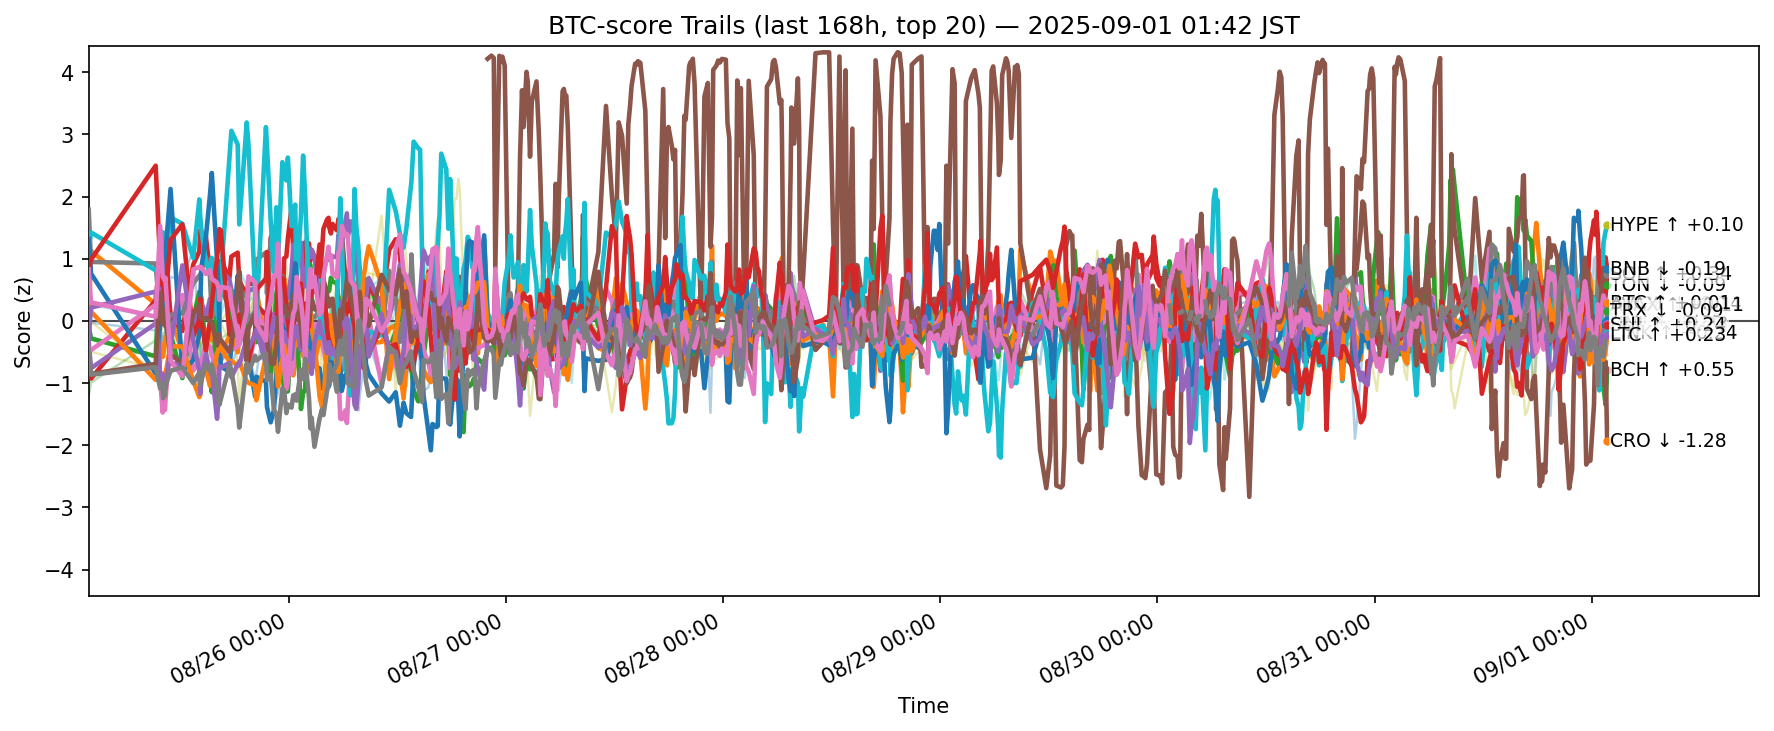 BTC-score Trails (last 168h, top 20) — 2025-09-01 01:42 JST
Score (z)
4
3
2
1
0
−1
−2
−3
−4
HYPE ↑ +0.10
BNB ↓ -0.19
TON ↓ -0.09
TRX ↓ -0.09
BCH ↑ +0.55
CRO ↓ -1.28
08/26 00:00
08/27 00:00
08/28 00:00
08/29 00:00
08/30 00:00
08/31 00:00
09/01 00:00
Time